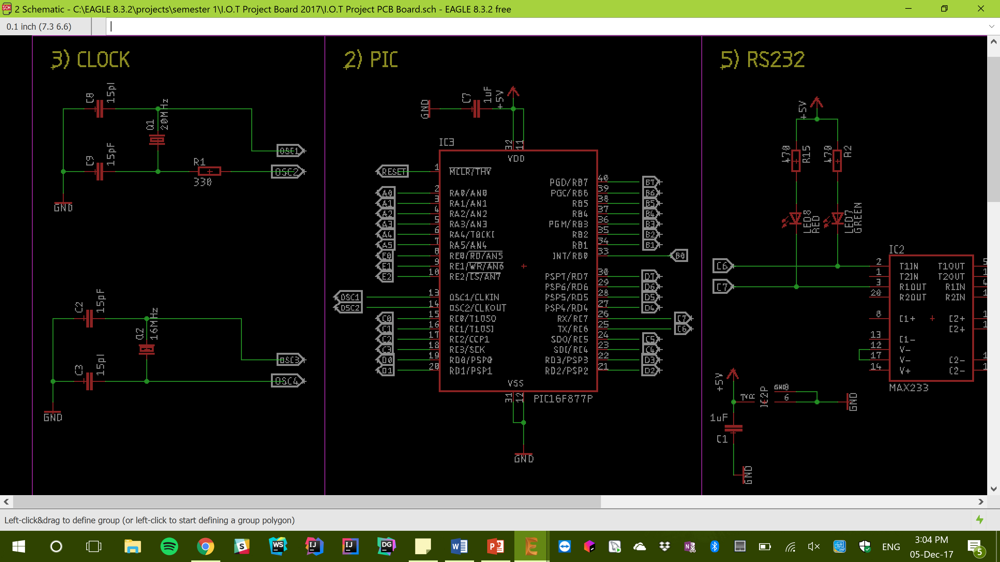 2 Schematic - C:\EAGLE 8.3.2\projects\semester 1\I.O.T Project Board 2017\I.O.T Project PCB Board.sch - EAGLE 8.3.2 free
0.1 inch (7.3 6.6)
3) CLOCK
C8
Q1
20MHz
C9
15pF
R1
330
OSC1
OSC2
GND
C2
15pF
Q2
16MHz
C3
OSC3
OSC4
GND
2) PIC
GND
C7
1uF
+5V
IC3
32
11
VDD
RESET 1 MCLR/THV
A0 2 RA0/AN0
A1 3 RA1/AN1
A2 4 RA2/AN2
A3 5 RA3/AN3
A4 6 RA4/T0CKI
A5 7 RA5/AN4
E0 8 RE0/RD/AN5
E1 9 RE1/WR/AN6
E2 10 RE2/CS/AN7
OSC1 13 OSC1/CLKIN
OSC2 14 OSC2/CLKOUT
C0 15 RC0/T1OSO
C1 16 RC1/T1OSI
C2 17 RC2/CCP1
C3 18 RC3/SCK
D0 19 RD0/PSP0
D1 20 RD1/PSP1
PGD/RB7 40 B7
PGC/RB6 39 B6
RB5 38 B5
RB4 37 B4
PGM/RB3 36 B3
RB2 35 B2
RB1 34 B1
INT/RB0 33 B0
PSP7/RD7 30 D7
PSP6/RD6 29 D6
PSP5/RD5 28 D5
PSP4/RD4 27 D4
RX/RC7 26 C7
TX/RC6 25 C6
SDO/RC5 24 C5
SDI/RC4 23 C4
RD3/PSP3 22 D3
RD2/PSP2 21 D2
VSS
31
12
PIC16F877P
GND
5) RS232
+5V
470
R15
470
R2
LED8
RED
LED7
GREEN
C6
C7
IC2
2 T1IN T1OUT 5
1 T2IN T2OUT
3 R1OUT R1IN 4
20 R2OUT R2IN
8 C1+ C2+
C2+
13 C1-
12 V-
17 V- C2-
14 V+ C2-
MAX233
+5V
IC2P
6
GND
1uF
C1
GND
Left-click&drag to define group (or left-click to start defining a group polygon)
ENG
3:04 PM
05-Dec-17
5